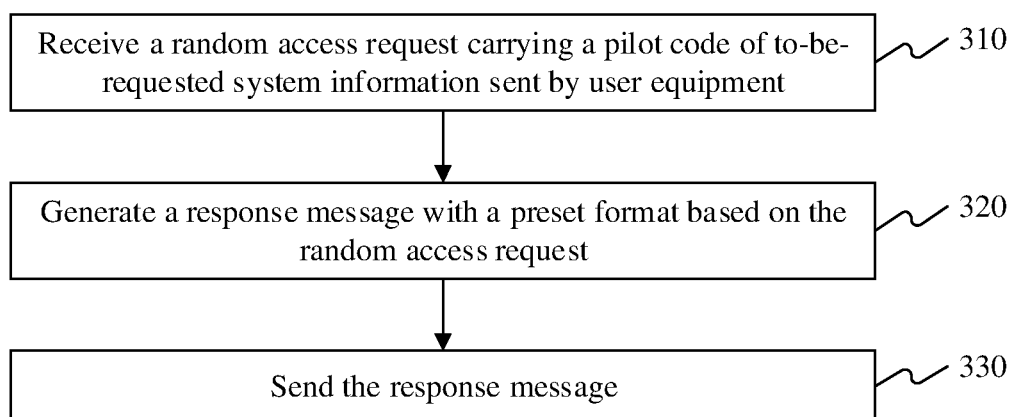 Receive a random access request carrying a pilot code of to-be-
requested system information sent by user equipment
310
Generate a response message with a preset format based on the
random access request
320
Send the response message
330